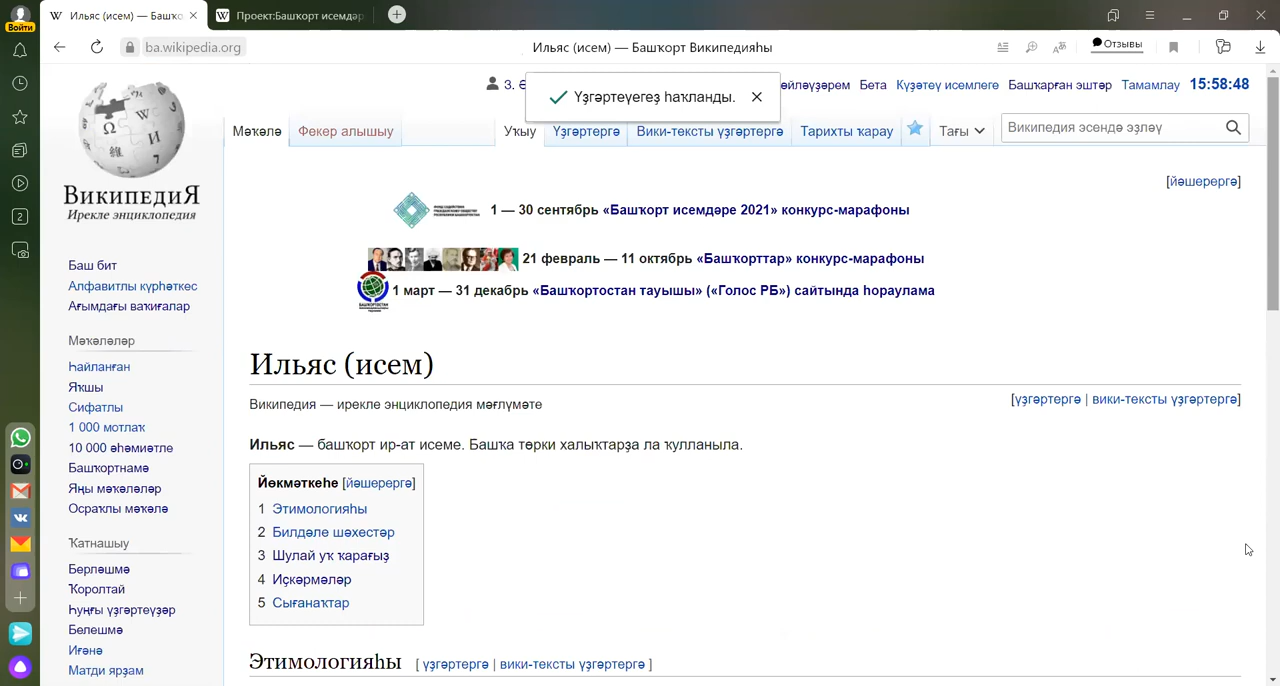 Ильяс (исем) — Башҡ
Проект:Башҡорт исемдәр
Войти
ba.wikipedia.org
Ильяс (исем) — Башҡорт Википедияһы
Отзывы
Үҙгәртеүегеҙ һаҡланды.
Бета Күҙәтеү исемлеге Башҡарған эштәр Тамамлау 15:58:48
Мәҡәлә Фекер алышыу Уҡыу Үҙгәртергә Вики-тексты үҙгәртергә Тарихты ҡарау Тағы Википедия эсендә эҙләү
ВикипедиЯ
Ирекле энциклопедия
[йәшерергә]
1 — 30 сентябрь «Башҡорт исемдәре 2021» конкурс-марафоны
21 февраль — 11 октябрь «Башҡорттар» конкурс-марафоны
1 март — 31 декабрь «Башҡортостан тауышы» («Голос РБ») сайтында һораулама
Баш бит
Алфавитлы күрһәткес
Ағымдағы ваҡиғалар
Мәҡәләләр
Һайланған
Яҡшы
Сифатлы
1 000 мотлаҡ
10 000 әһәмиәтле
Башҡортнамә
Яңы мәҡәләләр
Осраҡлы мәҡәлә
Ҡатнашыу
Берләшмә
Ҡоролтай
Һуңғы үҙгәртеүҙәр
Белешмә
Иғәнә
Матди ярҙам
Ильяс (исем)
Википедия — ирекле энциклопедия мәғлүмәте
[үҙгәртергә | вики-тексты үҙгәртергә]
Ильяс — башҡорт ир-ат исеме. Башҡа төрки халыҡтарҙа ла ҡулланыла.
Йөкмәткеһе [йәшерергә]
1 Этимологияһы
2 Билдәле шәхестәр
3 Шулай уҡ ҡарағыҙ
4 Иҫкәрмәләр
5 Сығанаҡтар
Этимологияһы [ үҙгәртергә | вики-тексты үҙгәртергә ]